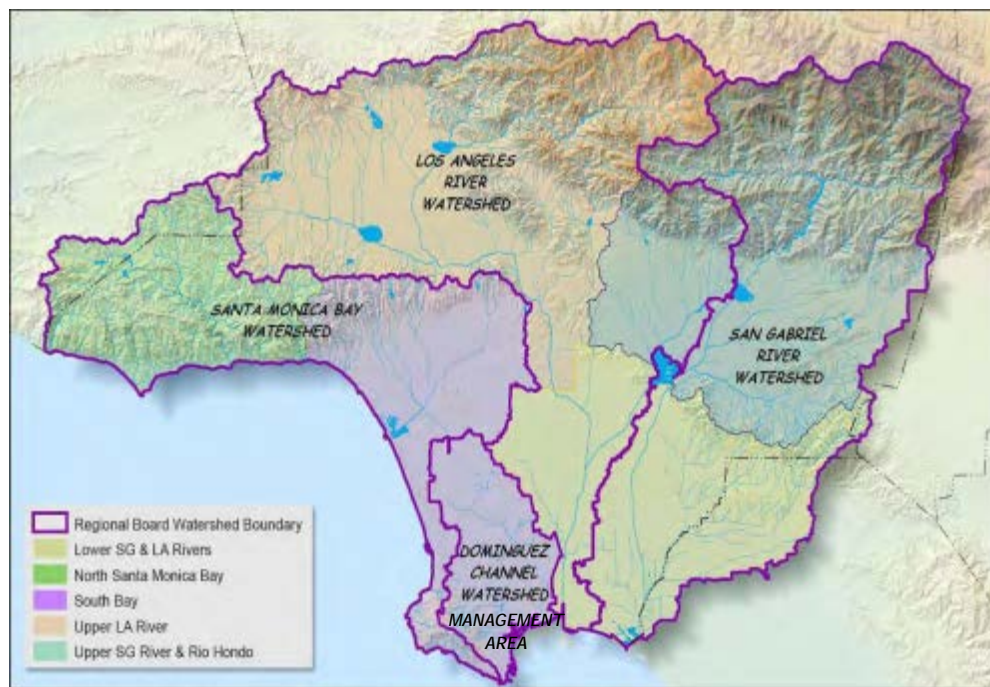 LOS ANGELES
RIVER
WATERSHED
SANTA MONICA BAY
WATERSHED
SAN GABRIEL
RIVER
WATERSHED
DOMINGUEZ
CHANNEL
WATERSHED
MANAGEMENT
AREA
Regional Board Watershed Boundary
Lower SG & LA Rivers
North Santa Monica Bay
South Bay
Upper LA River
Upper SG River & Rio Hondo